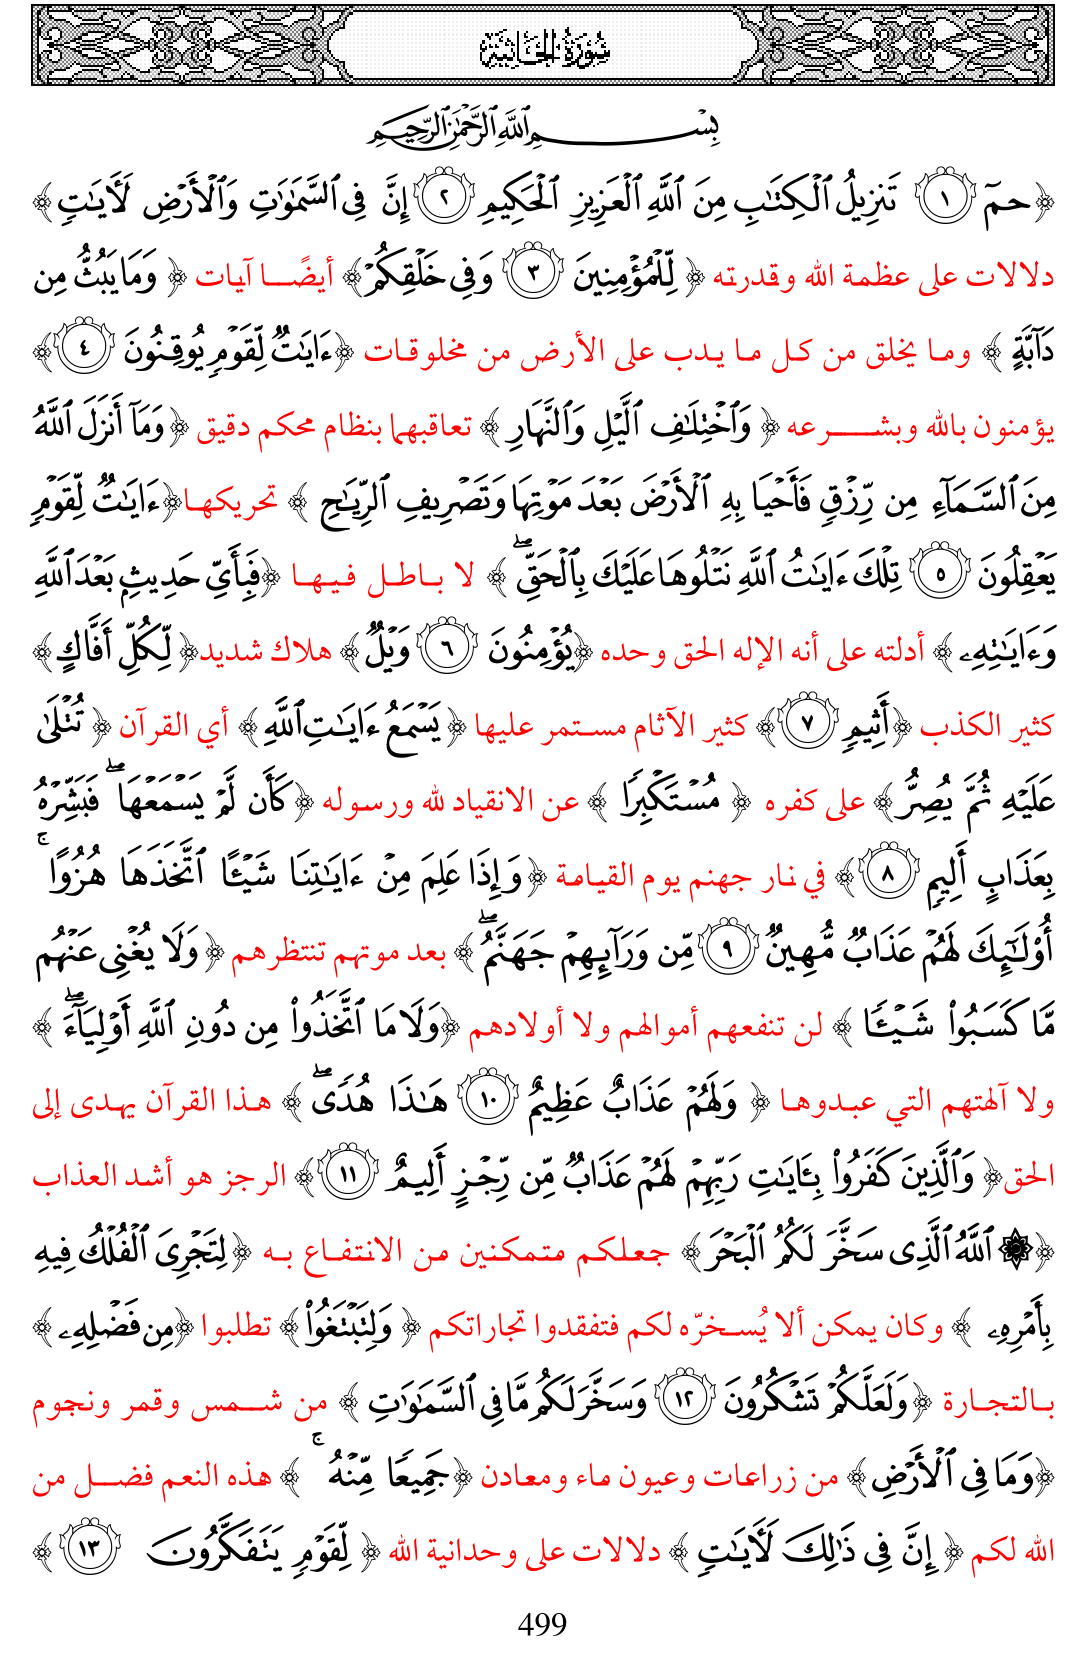 سُورَةُ الجَاثِيَةِ
بِسْمِ ٱللَّهِ ٱلرَّحْمَٰنِ ٱلرَّحِيمِ
﴿حمٓ ١ تَنزِيلُ ٱلْكِتَٰبِ مِنَ ٱللَّهِ ٱلْعَزِيزِ ٱلْحَكِيمِ ٢ إِنَّ فِى ٱلسَّمَٰوَٰتِ وَٱلْأَرْضِ لَءَايَٰتٍ﴾
دلالات على عظمة الله وقدرته ﴿لِّلْمُؤْمِنِينَ ٣ وَفِى خَلْقِكُمْ﴾ أيضًا آيات ﴿وَمَا يَبُثُّ مِن
دَآبَّةٍ﴾ وما يخلق من كل ما يدب على الأرض من مخلوقات ﴿ءَايَٰتٌ لِّقَوْمٍ يُوقِنُونَ ٤﴾
يؤمنون بالله وبشرعه ﴿وَٱخْتِلَٰفِ ٱلَّيْلِ وَٱلنَّهَارِ﴾ تعاقبهما بنظام محكم دقيق ﴿وَمَآ أَنزَلَ ٱللَّهُ
مِنَ ٱلسَّمَآءِ مِن رِّزْقٍ فَأَحْيَا بِهِ ٱلْأَرْضَ بَعْدَ مَوْتِهَا وَتَصْرِيفِ ٱلرِّيَٰحِ﴾ تحريكها ﴿ءَايَٰتٌ لِّقَوْمٍ
يَعْقِلُونَ ٥ تِلْكَ ءَايَٰتُ ٱللَّهِ نَتْلُوهَا عَلَيْكَ بِٱلْحَقِّ ۖ﴾ لا باطل فيها ﴿فَبِأَىِّ حَدِيثٍۭ بَعْدَ ٱللَّهِ
وَءَايَٰتِهِۦ﴾ أدلته على أنه الإله الحق وحده ﴿يُؤْمِنُونَ ٦ وَيْلٌ﴾ هلاك شديد ﴿لِّكُلِّ أَفَّاكٍ﴾
كثير الكذب ﴿أَثِيمٍ ٧﴾ كثير الآثام مستمر عليها ﴿يَسْمَعُ ءَايَٰتِ ٱللَّهِ﴾ أي القرآن ﴿تُتْلَىٰ
عَلَيْهِ ثُمَّ يُصِرُّ﴾ على كفره ﴿مُسْتَكْبِرًا﴾ عن الانقياد لله ورسوله ﴿كَأَن لَّمْ يَسْمَعْهَا ۖ فَبَشِّرْهُ
بِعَذَابٍ أَلِيمٍ ٨﴾ في نار جهنم يوم القيامة ﴿وَإِذَا عَلِمَ مِنْ ءَايَٰتِنَا شَيْـًٔا ٱتَّخَذَهَا هُزُوًا ۚ
أُو۟لَٰٓئِكَ لَهُمْ عَذَابٌ مُّهِينٌ ٩ مِّن وَرَآئِهِمْ جَهَنَّمُ ۖ﴾ بعد موتهم تنتظرهم ﴿وَلَا يُغْنِى عَنْهُم
مَّا كَسَبُوا۟ شَيْـًٔا﴾ لن تنفعهم أموالهم ولا أولادهم ﴿وَلَا مَا ٱتَّخَذُوا۟ مِن دُونِ ٱللَّهِ أَوْلِيَآءَ ۖ﴾
ولا آلهتهم التي عبدوها ﴿وَلَهُمْ عَذَابٌ عَظِيمٌ ١٠ هَٰذَا هُدًى ۖ﴾ هذا القرآن يهدى إلى
الحق ﴿وَٱلَّذِينَ كَفَرُوا۟ بِـَٔايَٰتِ رَبِّهِمْ لَهُمْ عَذَابٌ مِّن رِّجْزٍ أَلِيمٌ ١١﴾ الرجز هو أشد العذاب
﴿۞ ٱللَّهُ ٱلَّذِى سَخَّرَ لَكُمُ ٱلْبَحْرَ﴾ جعلكم متمكنين من الانتفاع به ﴿لِتَجْرِىَ ٱلْفُلْكُ فِيهِ
بِأَمْرِهِۦ﴾ وكان يمكن ألا يُسخرّه لكم فتفقدوا تجاراتكم ﴿وَلِتَبْتَغُوا۟﴾ تطلبوا ﴿مِن فَضْلِهِۦ﴾
بالتجارة ﴿وَلَعَلَّكُمْ تَشْكُرُونَ ١٢ وَسَخَّرَ لَكُم مَّا فِى ٱلسَّمَٰوَٰتِ﴾ من شمس وقمر ونجوم
﴿وَمَا فِى ٱلْأَرْضِ﴾ من زراعات وعيون ماء ومعادن ﴿جَمِيعًا مِّنْهُ ۚ﴾ هذه النعم فضل من
الله لكم ﴿إِنَّ فِى ذَٰلِكَ لَءَايَٰتٍ﴾ دلالات على وحدانية الله ﴿لِّقَوْمٍ يَتَفَكَّرُونَ ١٣﴾
499